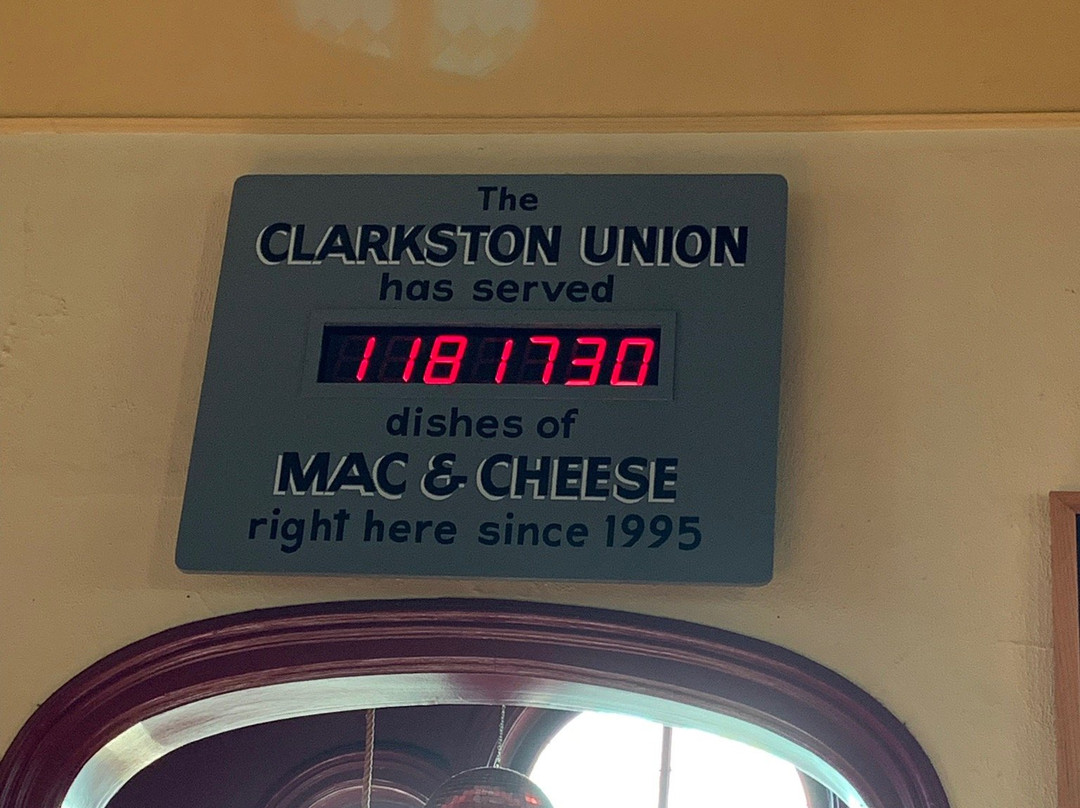 The
CLARKSTON UNION
has served
1181730
dishes of
MAC & CHEESE
right here since 1995